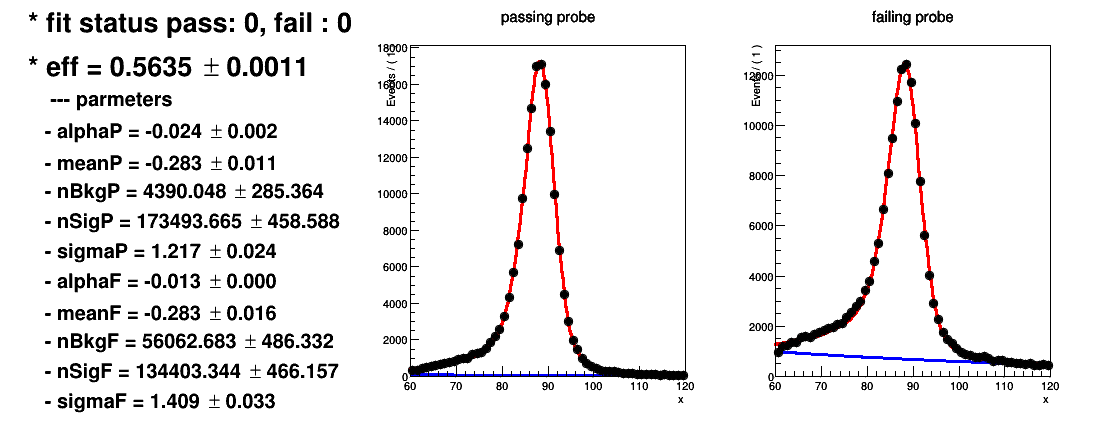 * fit status pass: 0, fail : 0
* eff = 0.5635 ± 0.0011
--- parmeters
- alphaP = -0.024 ± 0.002
- meanP = -0.283 ± 0.011
- nBkgP = 4390.048 ± 285.364
- nSigP = 173493.665 ± 458.588
- sigmaP = 1.217 ± 0.024
- alphaF = -0.013 ± 0.000
- meanF = -0.283 ± 0.016
- nBkgF = 56062.683 ± 486.332
- nSigF = 134403.344 ± 466.157
- sigmaF = 1.409 ± 0.033
passing probe
Events / ( 1 )
18000
16000
14000
12000
10000
8000
6000
4000
2000
0
60 70 80 90 100 110 120
x
failing probe
Events / ( 1 )
12000
10000
8000
6000
4000
2000
0
60 70 80 90 100 110 120
x